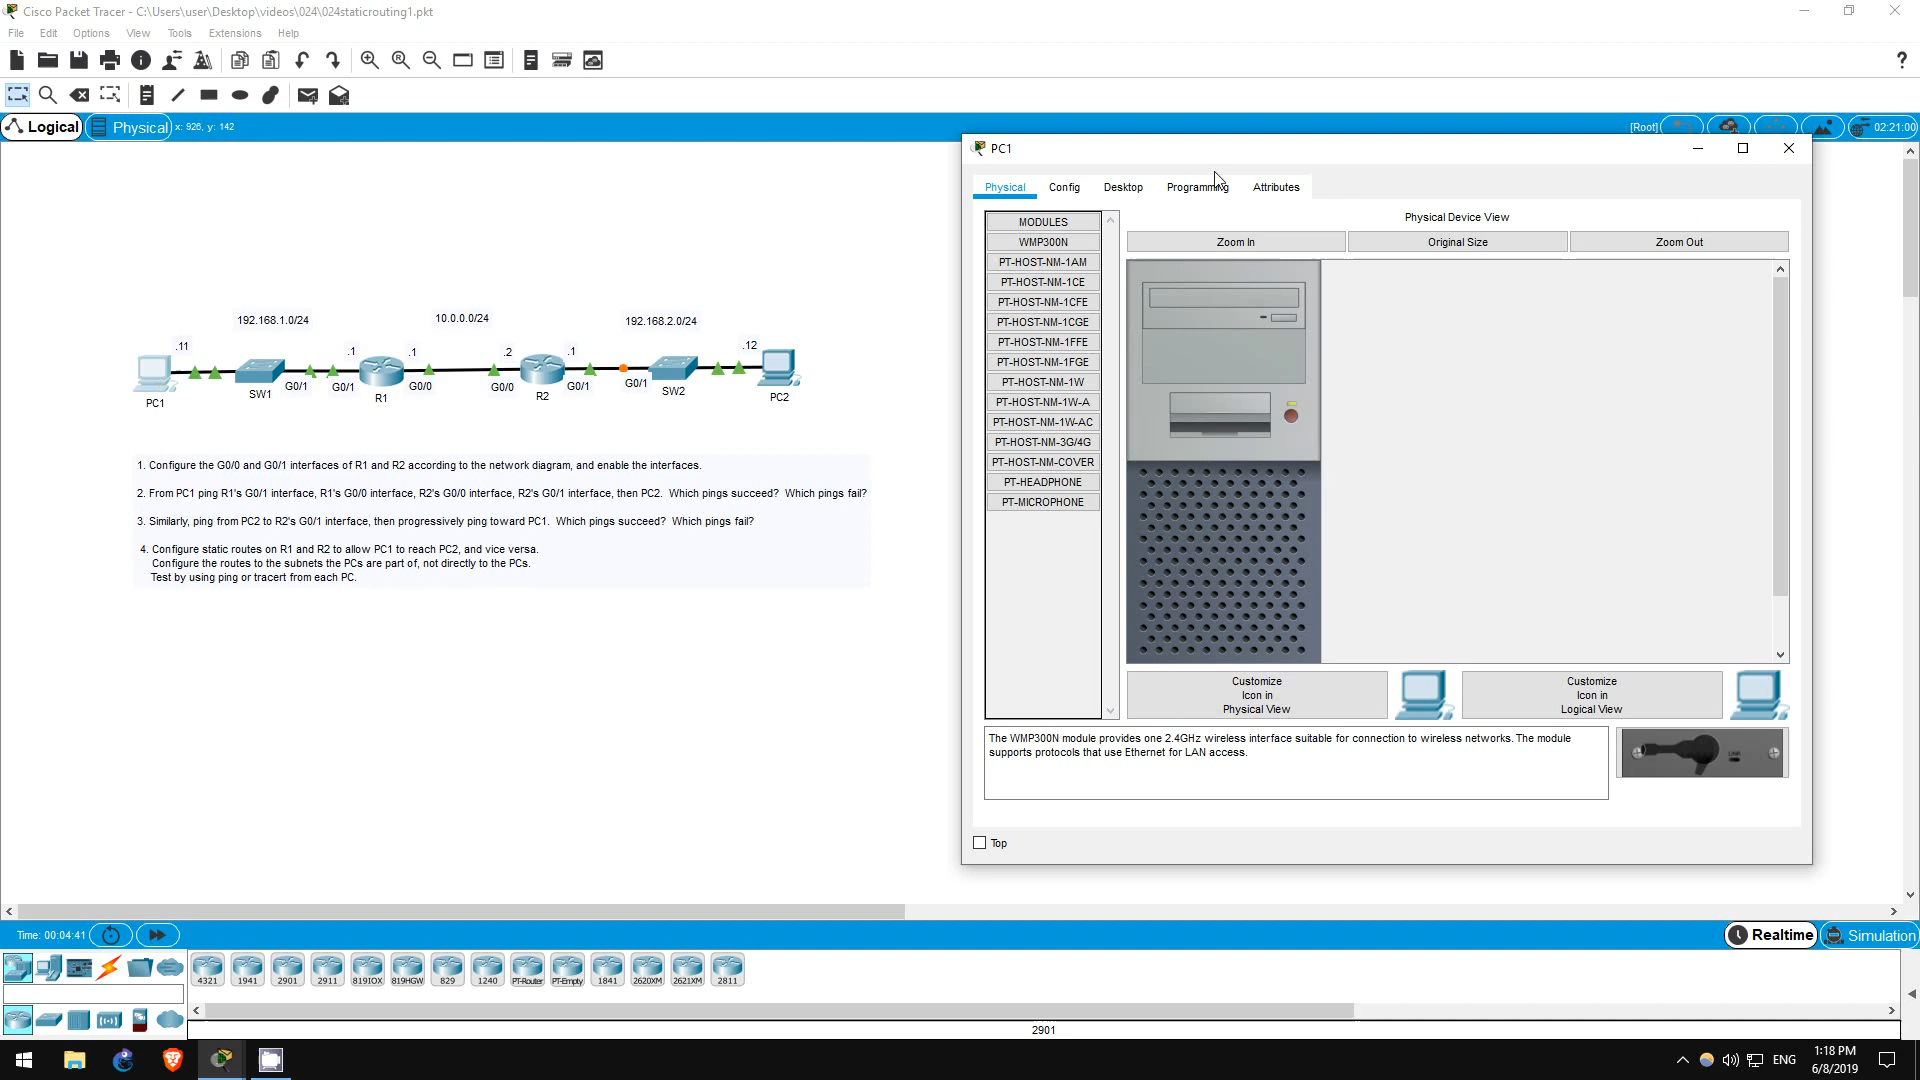 Cisco Packet Tracer - C:\Users\user\Desktop\videos\024\024staticrouting1.pkt
File Edit Options View Tools Extensions Help
?
Logical Physical x: 926, y: 142 [Root] 02:21:00
PC1
Physical Config Desktop Programming Attributes
MODULES
WMP300N
PT-HOST-NM-1AM
PT-HOST-NM-1CE
PT-HOST-NM-1CFE
PT-HOST-NM-1CGE
PT-HOST-NM-1FFE
PT-HOST-NM-1FGE
PT-HOST-NM-1W
PT-HOST-NM-1W-A
PT-HOST-NM-1W-AC
PT-HOST-NM-3G/4G
PT-HOST-NM-COVER
PT-HEADPHONE
PT-MICROPHONE
Physical Device View
Zoom In Original Size Zoom Out
Customize
Icon in
Physical View
Customize
Icon in
Logical View
The WMP300N module provides one 2.4GHz wireless interface suitable for connection to wireless networks. The module
supports protocols that use Ethernet for LAN access.
Top
192.168.1.0/24 10.0.0.0/24 192.168.2.0/24
.11 .1 .1 .2 .1 .12
G0/1 G0/1 G0/0 G0/0 G0/1 G0/1
PC1 SW1 R1 R2 SW2 PC2
1. Configure the G0/0 and G0/1 interfaces of R1 and R2 according to the network diagram, and enable the interfaces.
2. From PC1 ping R1's G0/1 interface, R1's G0/0 interface, R2's G0/0 interface, R2's G0/1 interface, then PC2. Which pings succeed? Which pings fail?
3. Similarly, ping from PC2 to R2's G0/1 interface, then progressively ping toward PC1. Which pings succeed? Which pings fail?
4. Configure static routes on R1 and R2 to allow PC1 to reach PC2, and vice versa.
Configure the routes to the subnets the PCs are part of, not directly to the PCs.
Test by using ping or tracert from each PC.
Time: 00:04:41 Realtime Simulation
4321 1941 2901 2911 819IOX 819HGW 829 1240 PT-Router PT-Empty 1841 2620XM 2621XM 2811
2901
ENG
1:18 PM
6/8/2019